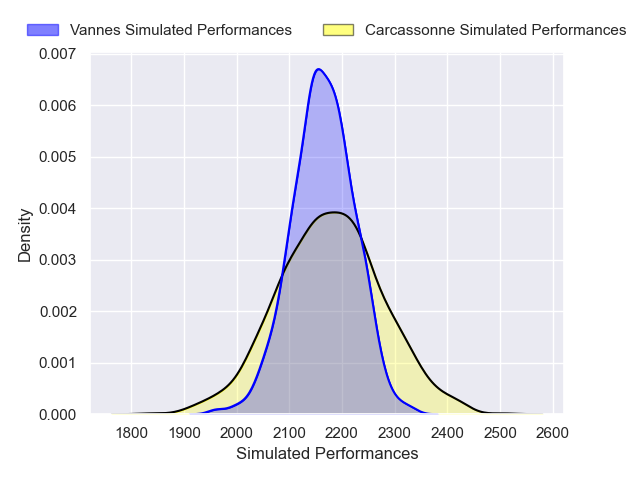 Vannes Simulated Performances Carcassonne Simulated Performances
0.007
0.006
0.005
0.004
0.003
0.002
0.001
0.000
Density
1800 1900 2000 2100 2200 2300 2400 2500 2600
Simulated Performances